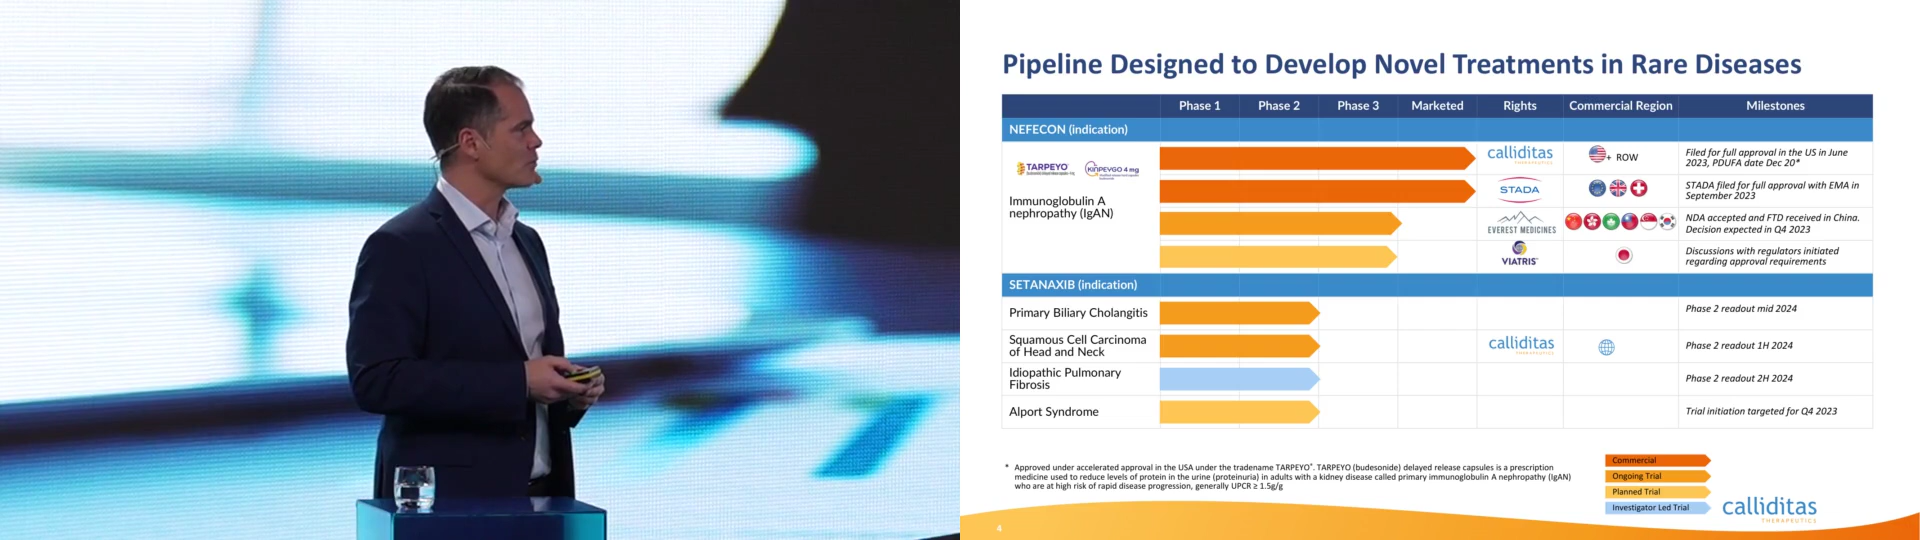 Pipeline Designed to Develop Novel Treatments in Rare Diseases
Phase 1 Phase 2 Phase 3 Marketed Rights Commercial Region Milestones
NEFECON (indication)
TARPEYO KINPEYGO 4 mg
Immunoglobulin A
nephropathy (IgAN)
calliditas
THERAPEUTICS
+ ROW
Filed for full approval in the US in June
2023, PDUFA date Dec 20*
STADA
STADA filed for full approval with EMA in
September 2023
EVEREST MEDICINES
NDA accepted and FTD received in China.
Decision expected in Q4 2023
VIATRIS
Discussions with regulators initiated
regarding approval requirements
SETANAXIB (indication)
Primary Biliary Cholangitis
Phase 2 readout mid 2024
Squamous Cell Carcinoma
of Head and Neck
calliditas
THERAPEUTICS
Phase 2 readout 1H 2024
Idiopathic Pulmonary
Fibrosis
Phase 2 readout 2H 2024
Alport Syndrome
Trial initiation targeted for Q4 2023
* Approved under accelerated approval in the USA under the tradename TARPEYO®. TARPEYO (budesonide) delayed release capsules is a prescription
medicine used to reduce levels of protein in the urine (proteinuria) in adults with a kidney disease called primary immunoglobulin A nephropathy (IgAN)
who are at high risk of rapid disease progression, generally UPCR ≥ 1.5g/g
Commercial
Ongoing Trial
Planned Trial
Investigator Led Trial
calliditas
THERAPEUTICS
4